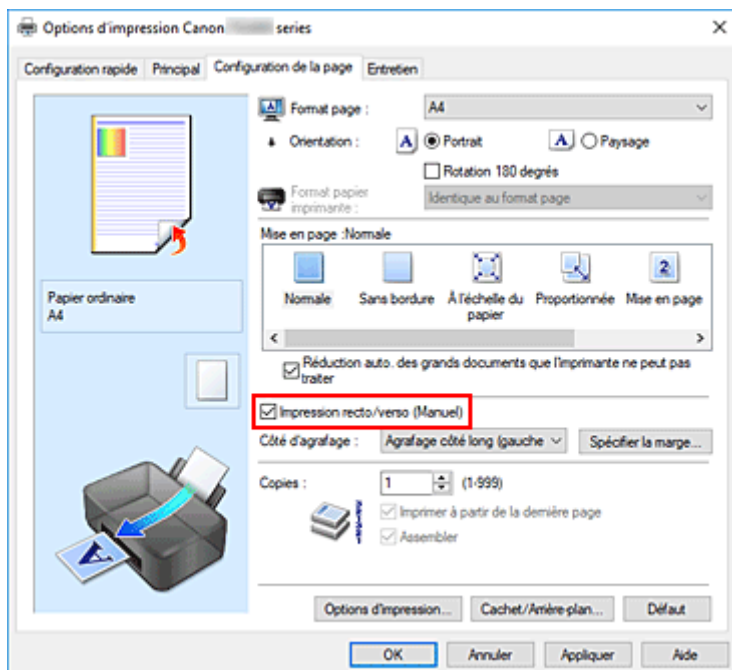 Options d'impression Canon series
Configuration rapide Principal Configuration de la page Entretien
Format page : A4
Orientation : A Portrait A Paysage
Rotation 180 degrés
Format papier imprimante : Identique au format page
Mise en page :Normale
2
Normale Sans bordure À l'échelle du papier Proportionnée Mise en page
Papier ordinaire
A4
Réduction auto. des grands documents que l'imprimante ne peut pas
traiter
Impression recto/verso (Manuel)
Côté d'agrafage : Agrafage côté long (gauche Spécifier la marge...
Copies : 1 (1-999)
Imprimer à partir de la dernière page
Assembler
A
Options d'impression... Cachet/Arrière-plan... Défaut
OK Annuler Appliquer Aide